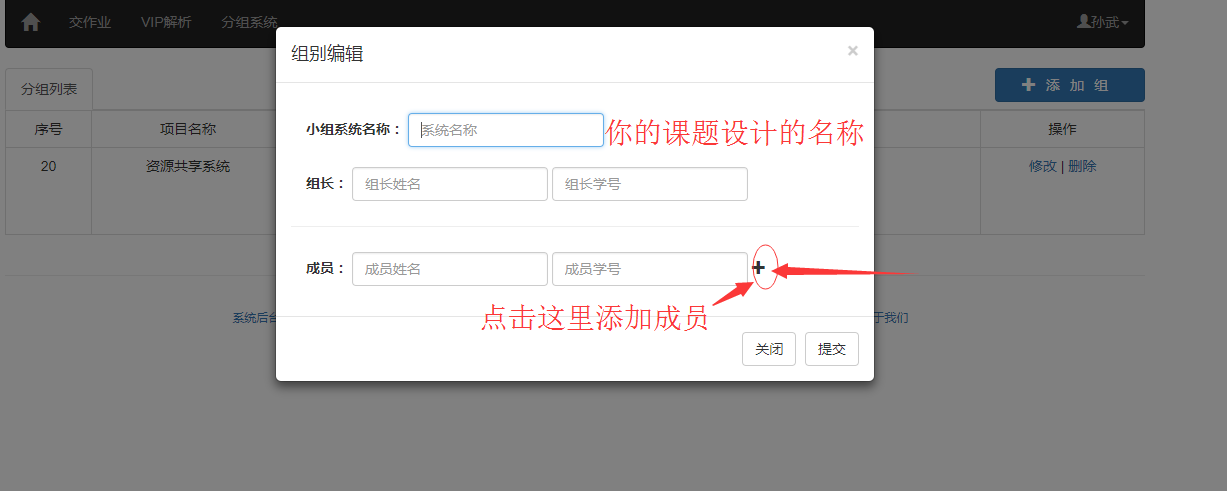 交作业 VIP解析 分组系统 孙武
组别编辑 ×
分组列表 添 加 组
序号 项目名称 操作
小组系统名称： 系统名称 你的课题设计的名称
20 资源共享系统 修改 | 删除
组长： 组长姓名 组长学号
成员： 成员姓名 成员学号
点击这里添加成员
系统后台 于我们
关闭 提交